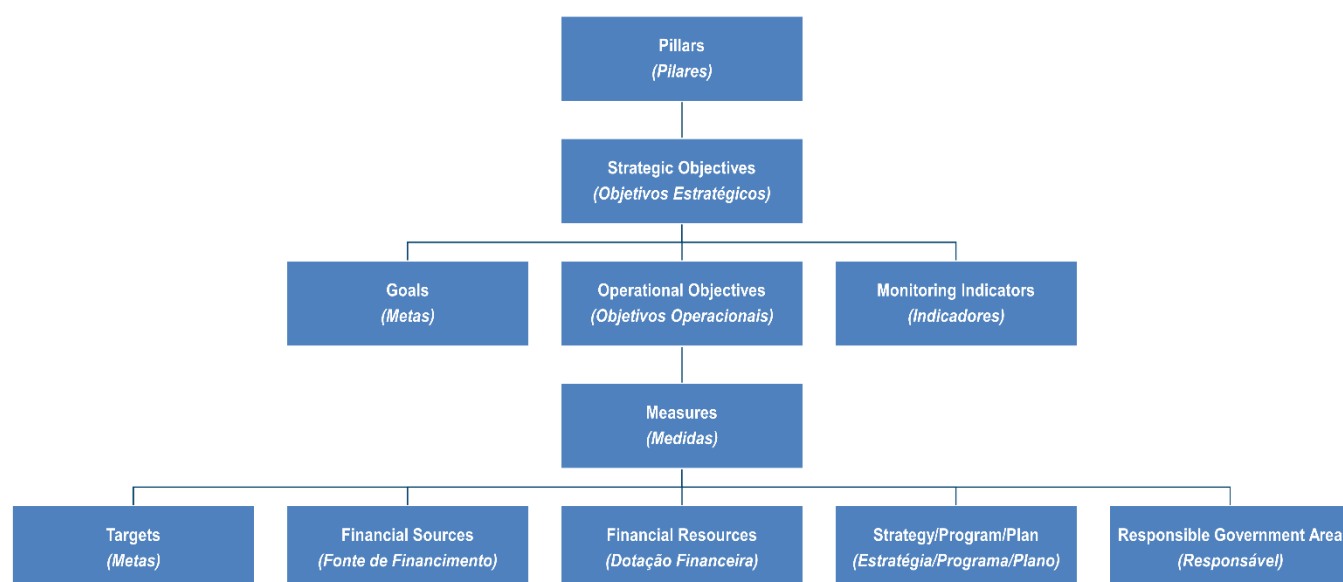 Pillars
(Pilares)
Strategic Objectives
(Objetivos Estratégicos)
Goals
(Metas)
Operational Objectives
(Objetivos Operacionais)
Monitoring Indicators
(Indicadores)
Measures
(Medidas)
Targets
(Metas)
Financial Sources
(Fonte de Financimento)
Financial Resources
(Dotação Financeira)
Strategy/Program/Plan
(Estratégia/Programa/Plano)
Responsible Government Area
(Responsável)